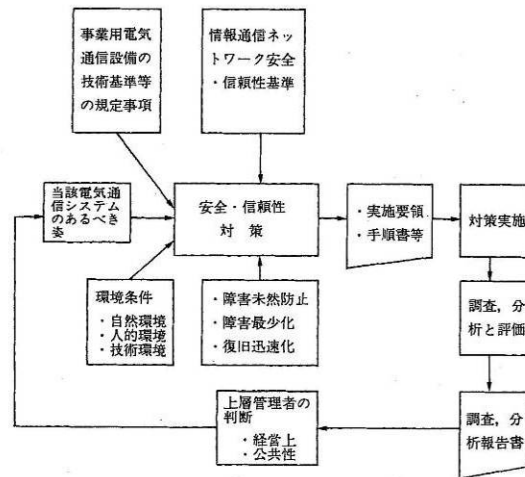 事業用電気
通信設備の
技術基準等
の規定事項
情報通信ネッ
トワーク安全
・信頼性基準
当該電気通
信システム
のあるべき
姿
安全・信頼性
対 策
・実施要領
・手順書等
対策実施
環境条件
・自然環境
・人的環境
・技術環境
・障害未然防止
・障害最少化
・復旧迅速化
調査，分
析と評価
上層管理者の
判断
・経営上
・公共性
調査，分
析報告書